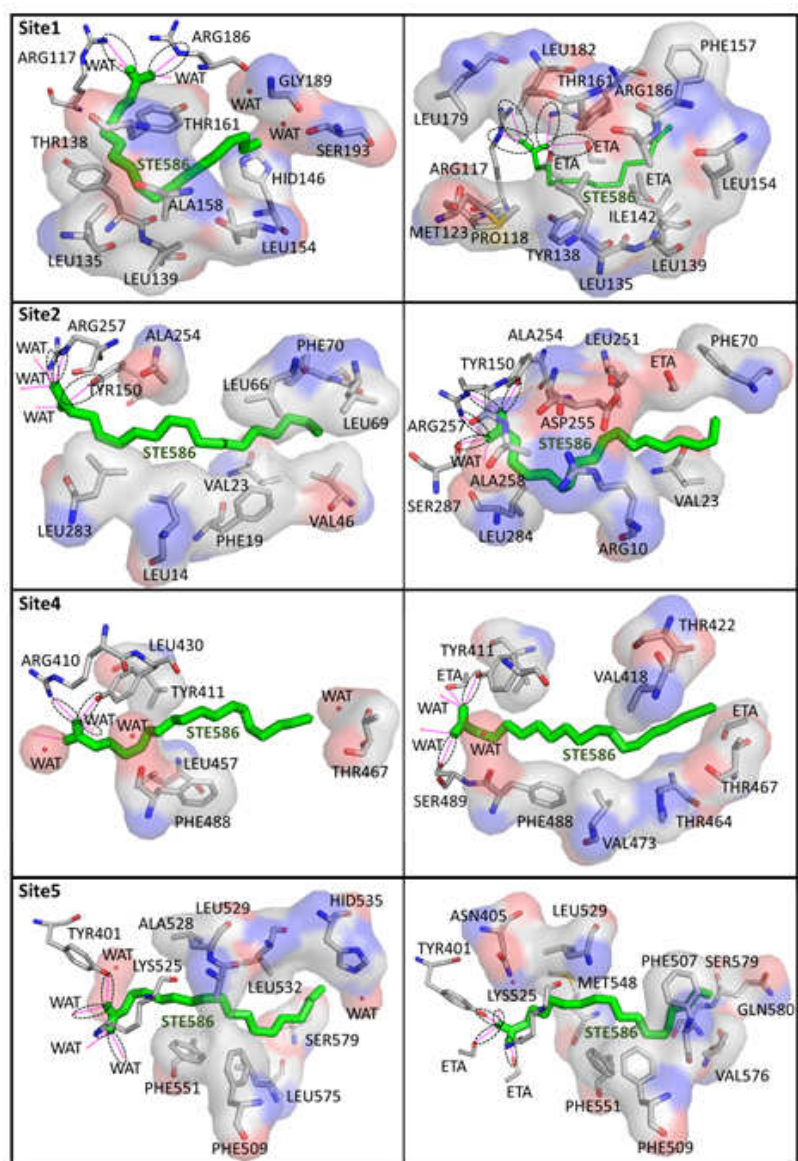 Site1
ARG117
WAT
ARG186
WAT
GLY189
WAT
WAT
SER193
THR138
THR161
STE586
HID146
ALA158
LEU135
LEU139
LEU154
LEU182
PHE157
THR161
ARG186
LEU179
ARG117
ETA
ETA
ETA
STE586
LEU154
MET123
PRO118
ILE142
TYR138
LEU135
LEU139
Site2
ARG257
ALA254
WAT
WAT
TYR150
WAT
PHE70
LEU66
LEU69
STE586
VAL23
LEU283
LEU14
PHE19
VAL46
ALA254
LEU251
PHE70
TYR150
ETA
ARG257
ASP255
STE586
WAT
ALA258
SER287
LEU284
VAL23
ARG10
Site4
LEU430
ARG410
TYR411
WAT
WAT
WAT
WAT
STE586
LEU457
THR467
PHE488
TYR411
THR422
ETA
VAL418
WAT
WAT
WAT
ETA
STE586
SER489
PHE488
THR467
THR464
VAL473
Site5
LEU529
HID535
ALA528
TYR401
WAT
LYS525
LEU532
WAT
WAT
STE586
WAT
WAT
SER579
PHE551
LEU575
PHE509
ASN405
LEU529
TYR401
PHE507
SER579
LYS525
MET548
GLN580
STE586
ETA
ETA
VAL576
PHE551
PHE509